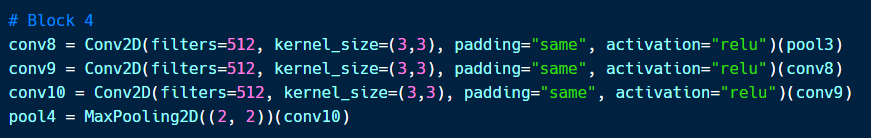 # Block 4
conv8 = Conv2D(filters=512, kernel_size=(3,3), padding="same", activation="relu")(pool3)
conv9 = Conv2D(filters=512, kernel_size=(3,3), padding="same", activation="relu")(conv8)
conv10 = Conv2D(filters=512, kernel_size=(3,3), padding="same", activation="relu")(conv9)
pool4 = MaxPooling2D((2, 2))(conv10)